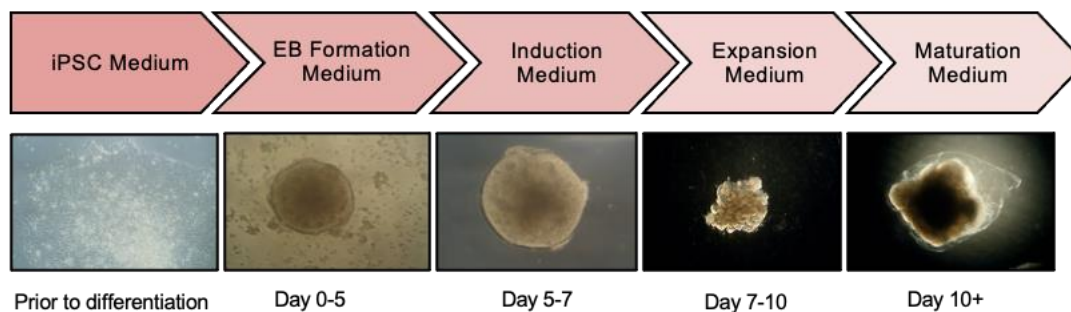 iPSC Medium
EB Formation
Medium
Induction
Medium
Expansion
Medium
Maturation
Medium
Prior to differentiation
Day 0-5
Day 5-7
Day 7-10
Day 10+